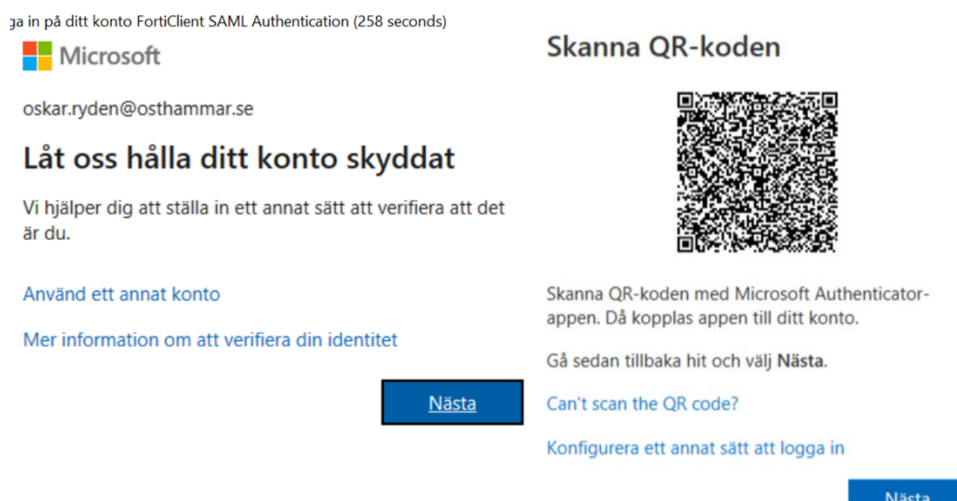 ga in på ditt konto FortiClient SAML Authentication (258 seconds)
Microsoft
oskar.ryden@osthammar.se
Låt oss hålla ditt konto skyddat
Vi hjälper dig att ställa in ett annat sätt att verifiera att det
är du.
Använd ett annat konto
Mer information om att verifiera din identitet
Nästa
Skanna QR-koden
Skanna QR-koden med Microsoft Authenticator-
appen. Då kopplas appen till ditt konto.
Gå sedan tillbaka hit och välj Nästa.
Can't scan the QR code?
Konfigurera ett annat sätt att logga in
Nästa